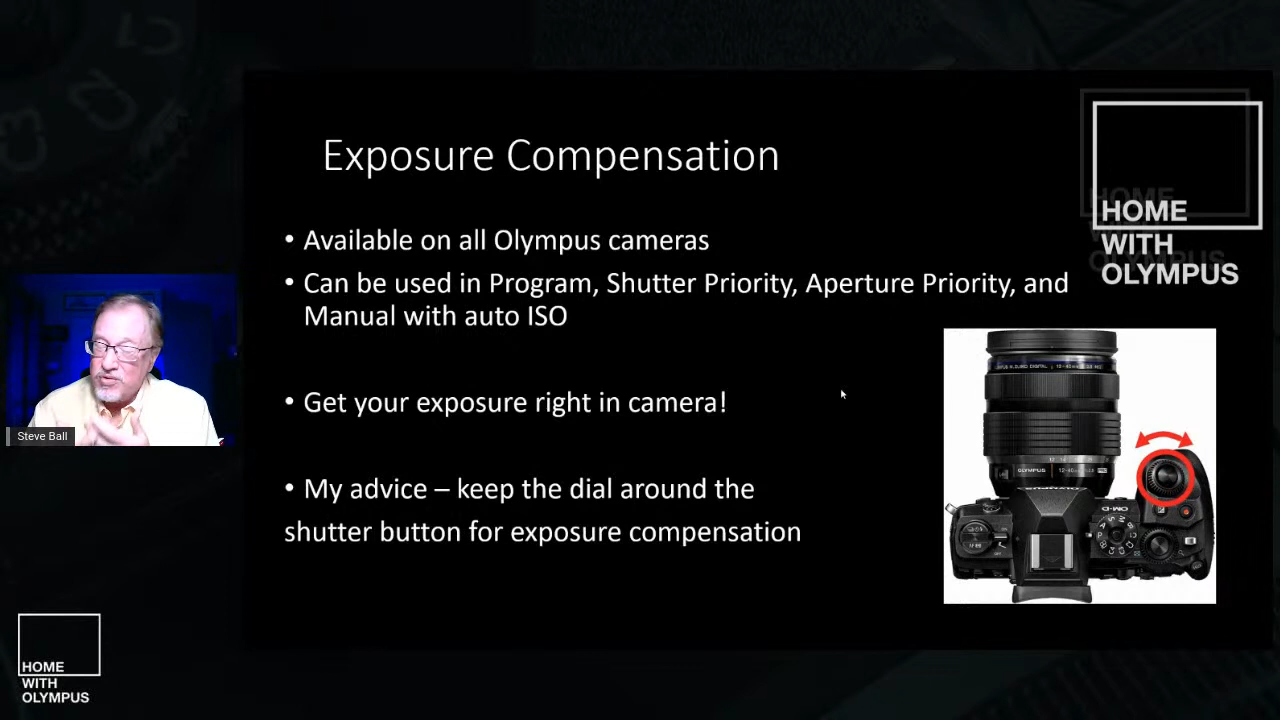 Exposure Compensation
• Available on all Olympus cameras
• Can be used in Program, Shutter Priority, Aperture Priority, and
Manual with auto ISO
• Get your exposure right in camera!
• My advice – keep the dial around the
shutter button for exposure compensation
HOME
WITH
OLYMPUS
Steve Ball
HOME
WITH
OLYMPUS
OLYMPUS
OM-D